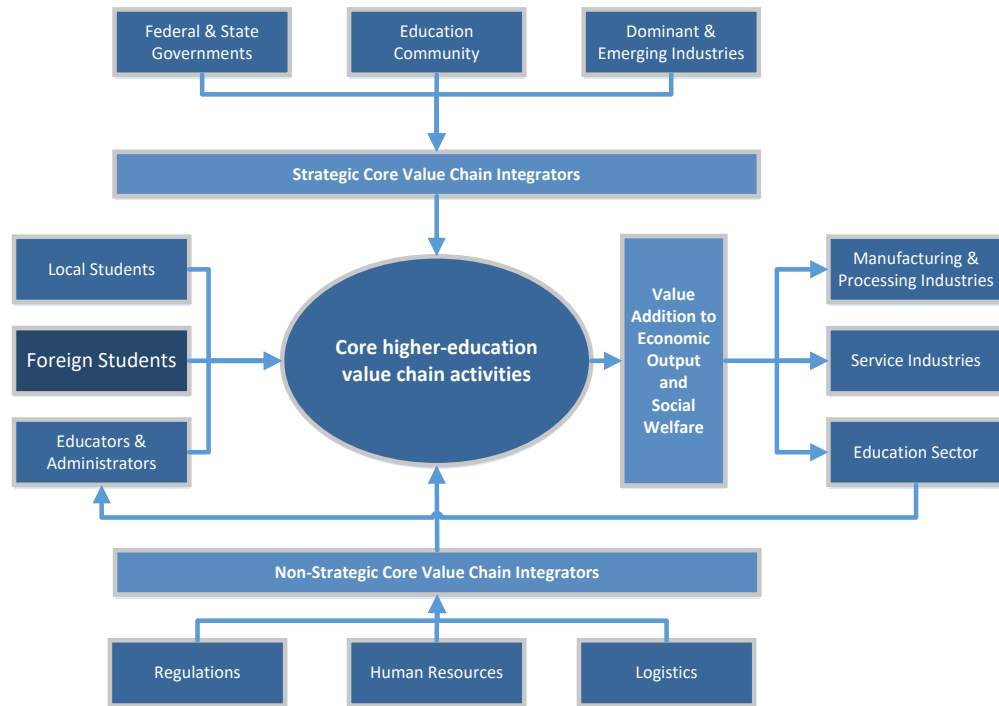 Federal & State
Governments
Education
Community
Dominant &
Emerging Industries
Strategic Core Value Chain Integrators
Local Students
Foreign Students
Educators &
Administrators
Core higher-education
value chain activities
Value
Addition to
Economic
Output
and
Social
Welfare
Manufacturing &
Processing Industries
Service Industries
Education Sector
Non-Strategic Core Value Chain Integrators
Regulations
Human Resources
Logistics